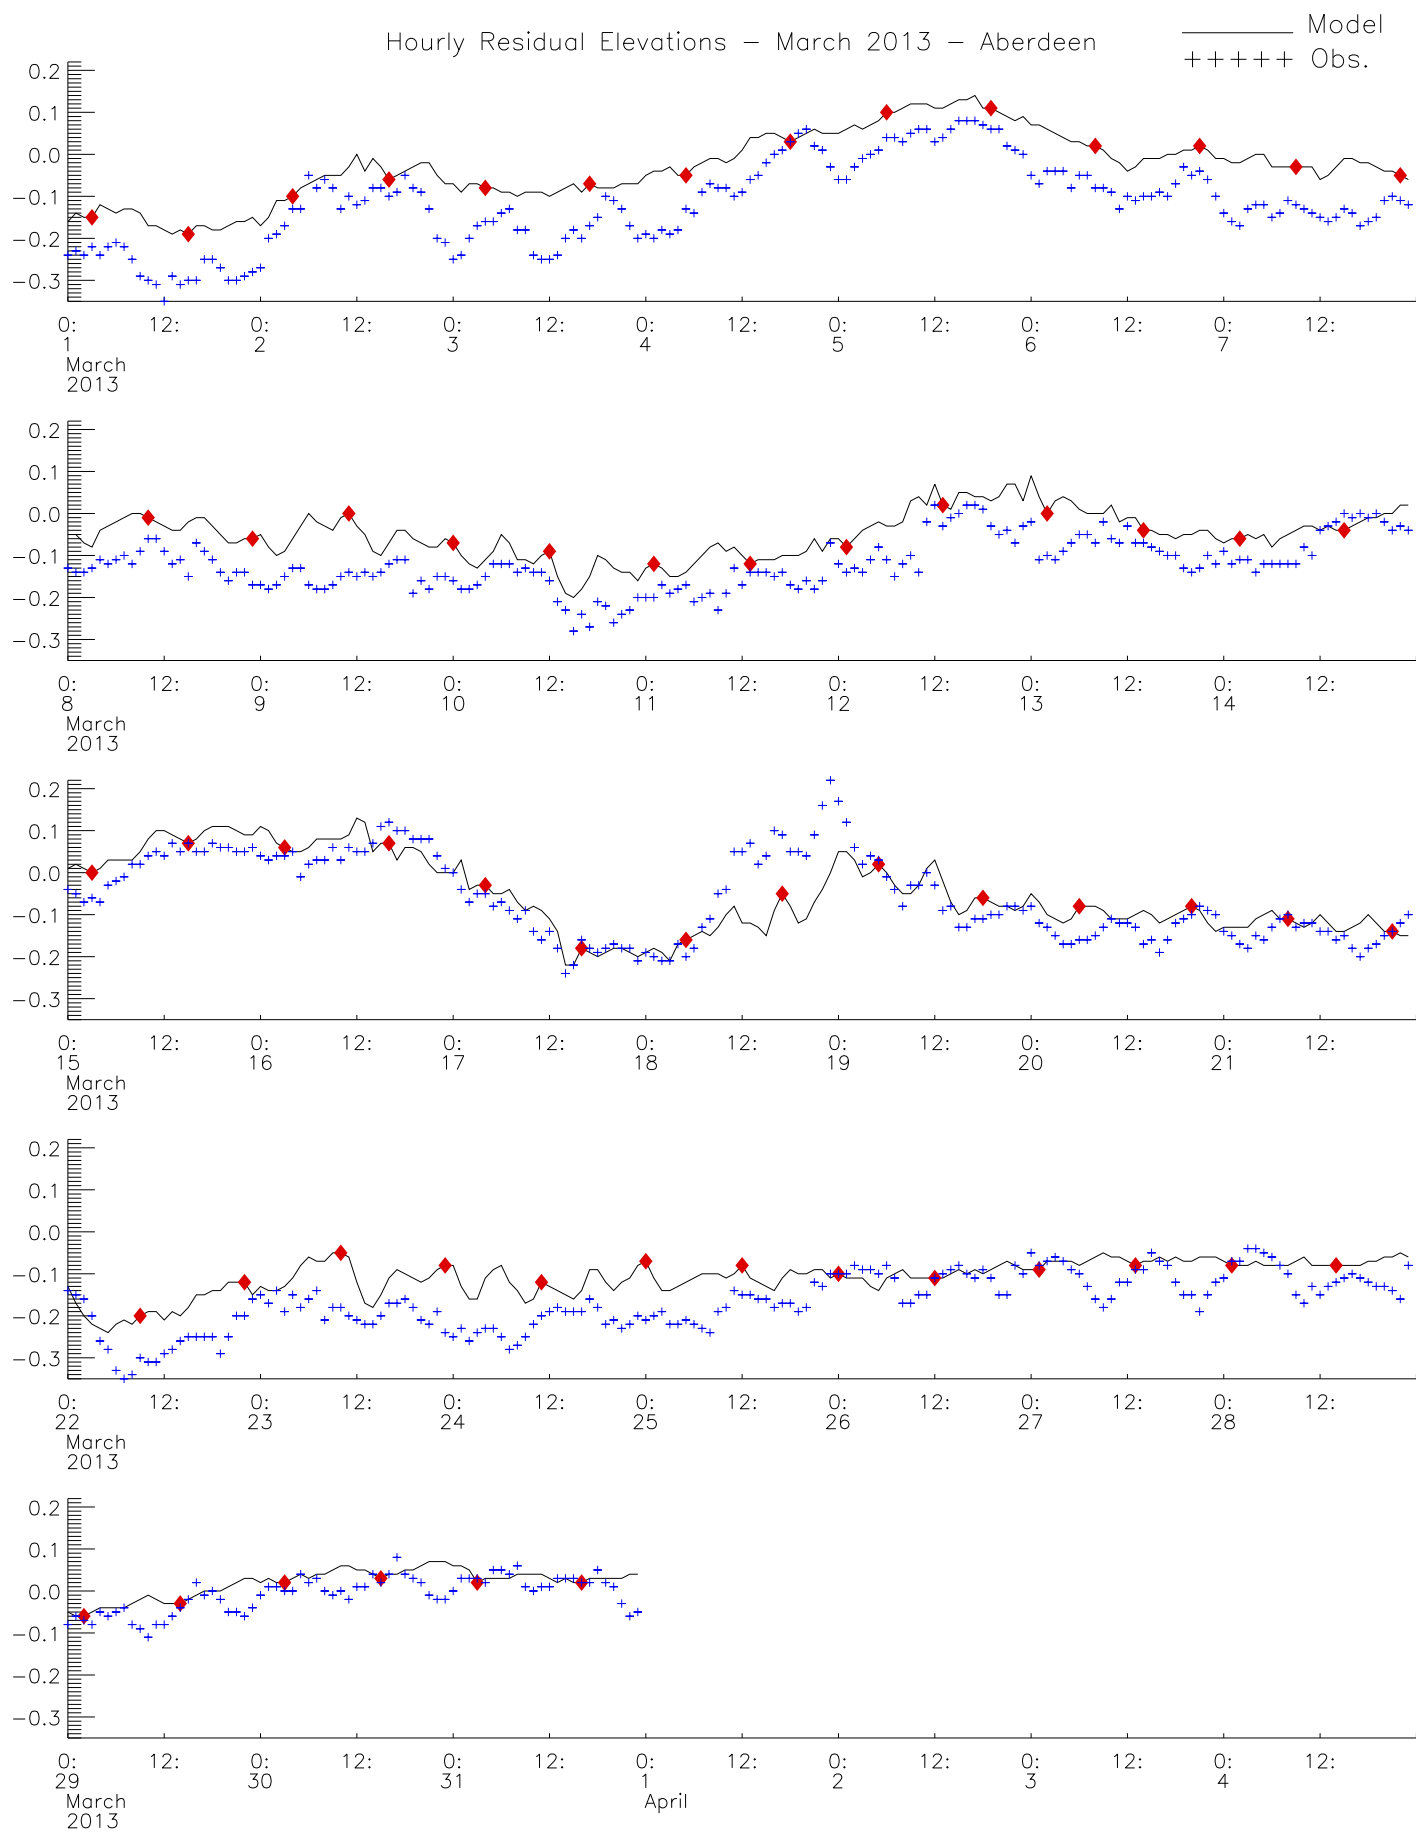 Hourly Residual Elevations – March 2013 – Aberdeen
Model
+++++ Obs.
0.2
0.1
0.0
−0.1
−0.2
−0.3
0: 12: 0: 12: 0: 12: 0: 12: 0: 12: 0: 12: 0: 12:
1 2 3 4 5 6 7
March
2013
0.2
0.1
0.0
−0.1
−0.2
−0.3
0: 12: 0: 12: 0: 12: 0: 12: 0: 12: 0: 12: 0: 12:
8 9 10 11 12 13 14
March
2013
0.2
0.1
0.0
−0.1
−0.2
−0.3
0: 12: 0: 12: 0: 12: 0: 12: 0: 12: 0: 12: 0: 12:
15 16 17 18 19 20 21
March
2013
0.2
0.1
0.0
−0.1
−0.2
−0.3
0: 12: 0: 12: 0: 12: 0: 12: 0: 12: 0: 12: 0: 12:
22 23 24 25 26 27 28
March
2013
0.2
0.1
0.0
−0.1
−0.2
−0.3
0: 12: 0: 12: 0: 12: 0: 12: 0: 12: 0: 12: 0: 12:
29 30 31 1 2 3 4
March April
2013